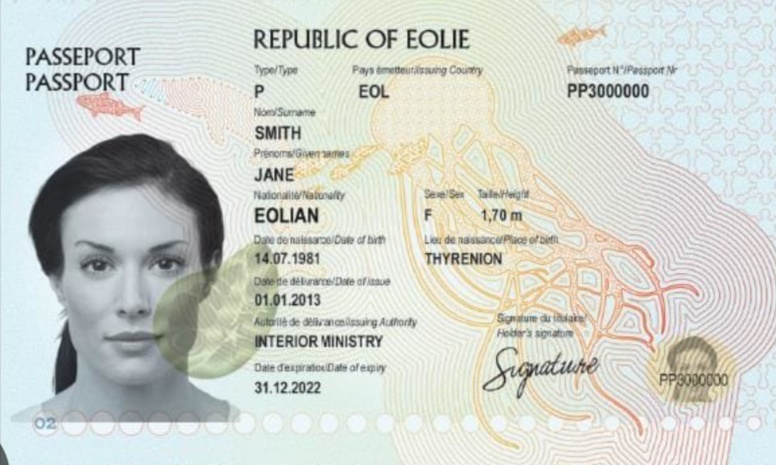 PASSEPORT
PASSPORT
REPUBLIC OF EOLIE
Type/Type Pays émetteur/Issuing Country Passeport N°/Passport Nr
P EOL PP3000000
Nom/Surname
SMITH
Prénoms/Given names
JANE
Nationalité/Nationality Sexe/Sex Taille/Height
EOLIAN F 1,70 m
Date de naissance/Date of birth Lieu de naissance/Place of birth
14.07.1981 THYRENION
Date de délivrance/Date of issue
01.01.2013
Autorité de délivrance/Issuing Authority Signature du titulaire/
INTERIOR MINISTRY Holder's signature
Date d'expiration/Date of expiry Signature
31.12.2022 PP3000000
02